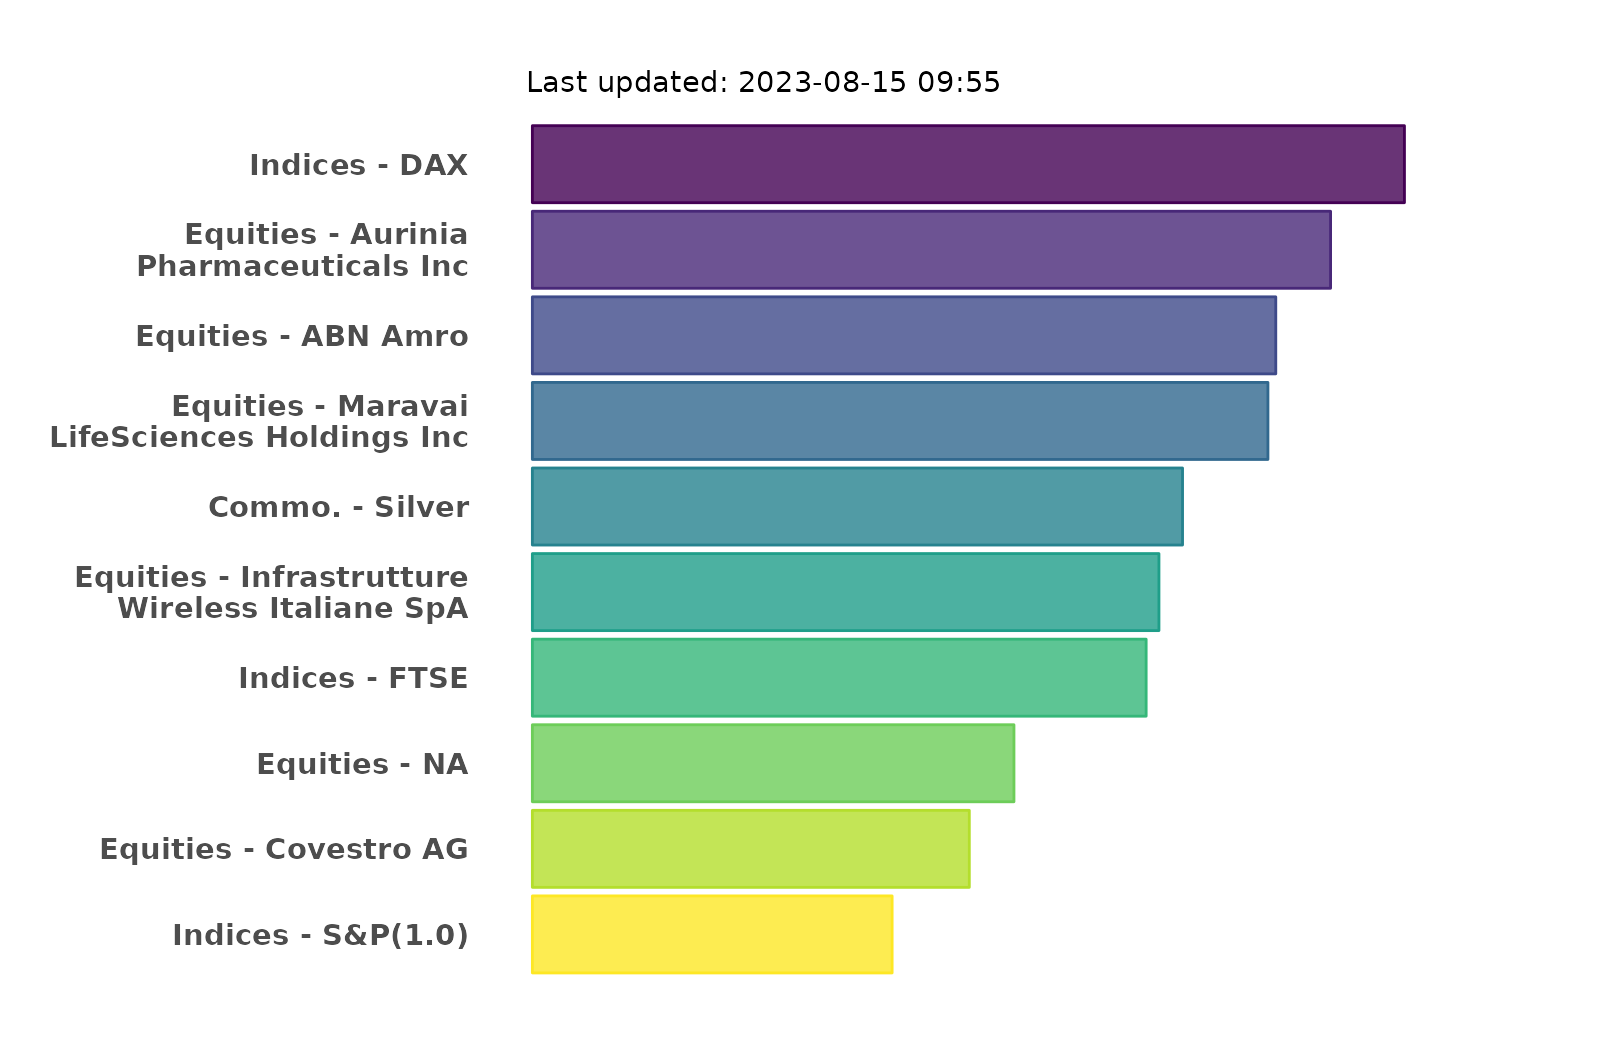 Last updated: 2023-08-15 09:55
Indices - DAX
Equities - Aurinia
Pharmaceuticals Inc
Equities - ABN Amro
Equities - Maravai
LifeSciences Holdings Inc
Commo. - Silver
Equities - Infrastrutture
Wireless Italiane SpA
Indices - FTSE
Equities - NA
Equities - Covestro AG
Indices - S&P(1.0)